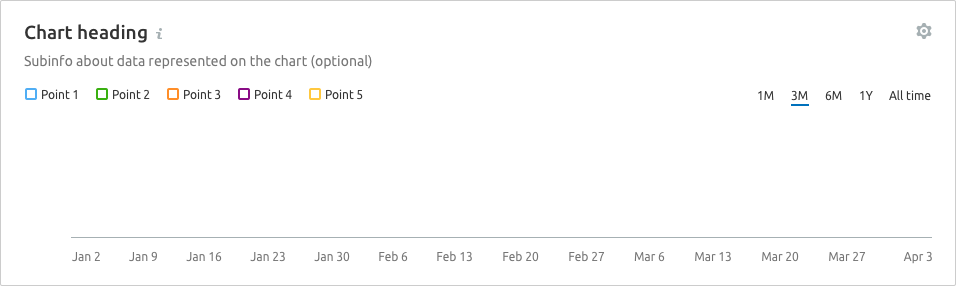 Chart heading i
Subinfo about data represented on the chart (optional)
Point 1 Point 2 Point 3 Point 4 Point 5 1M 3M 6M 1Y All time
Jan 2 Jan 9 Jan 16 Jan 23 Jan 30 Feb 6 Feb 13 Feb 20 Feb 27 Mar 6 Mar 13 Mar 20 Mar 27 Apr 3